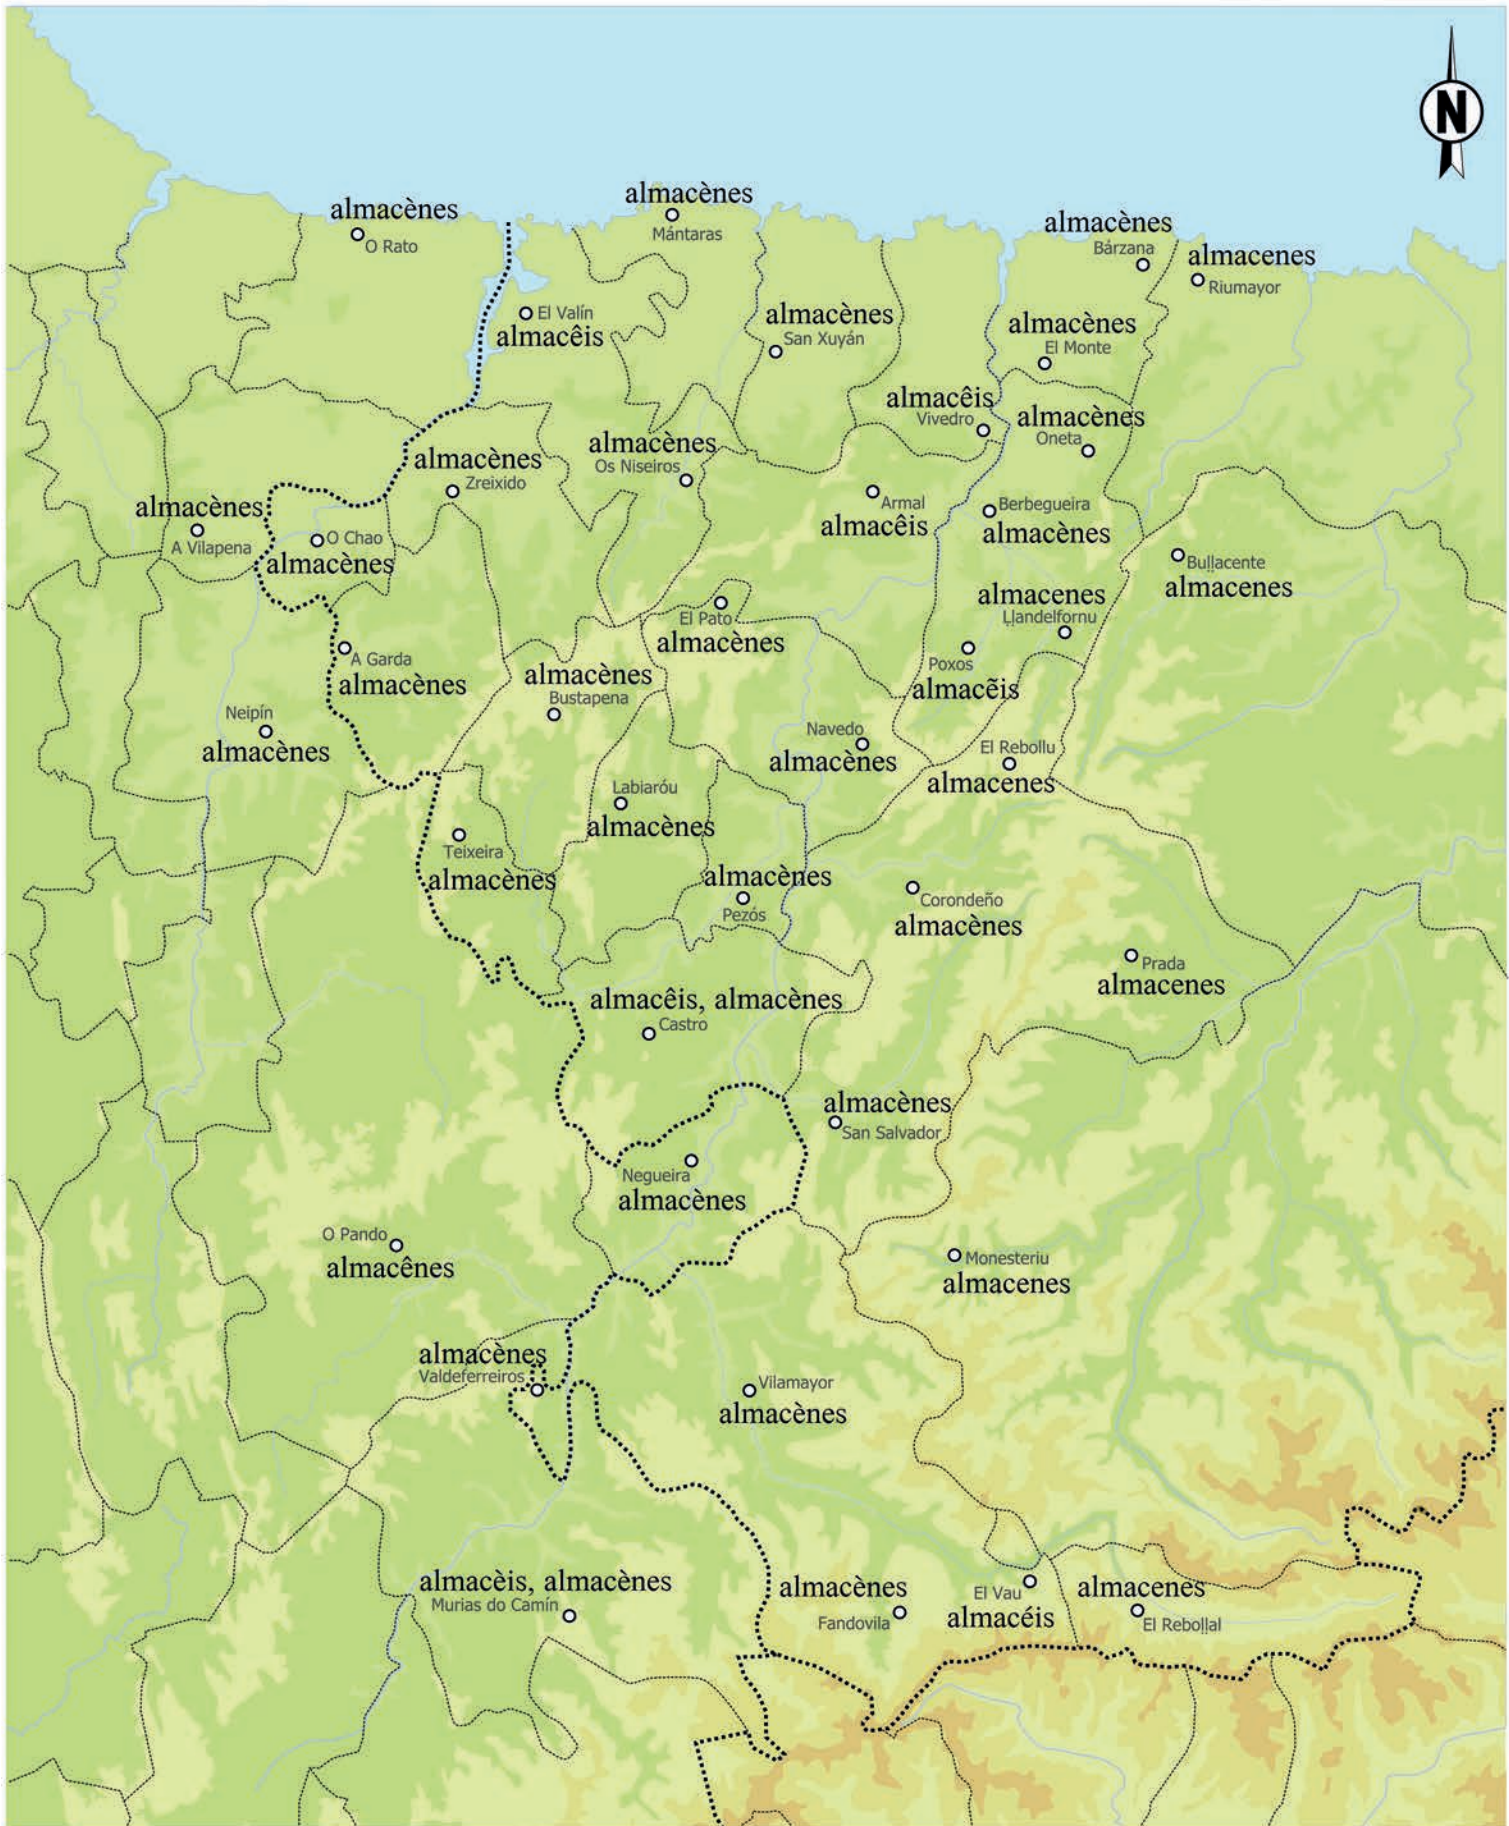 N
almacènes
O Rato
almacènes
Mántaras
almacènes
Bárzana
almacenes
Riumayor
El Valín
almacêis
almacènes
San Xuyán
almacènes
El Monte
almacêis
Vivedro
almacènes
Oneta
almacènes
Zreixido
almacènes
Os Niseiros
almacènes
A Vilapena
O Chao
almacènes
Armal
almacêis
Berbegueira
almacènes
Buḷḷacente
almacenes
almacenes
Ḷḷandelfornu
El Pato
almacènes
A Garda
almacènes
almacènes
Bustapena
Poxos
almacẽis
Neipín
almacènes
Navedo
almacènes
El Rebollu
almacenes
Labiaróu
almacènes
Teixeira
almacènes
almacènes
Pezós
Corondeño
almacènes
Prada
almacenes
almacêis, almacènes
Castro
almacènes
San Salvador
Negueira
almacènes
O Pando
almacênes
Monesteriu
almacenes
almacènes
Valdeferreiros
Vilamayor
almacènes
almacèis, almacènes
Murias do Camín
almacènes
Fandovila
El Vau
almacéis
almacenes
El Reboḷḷal